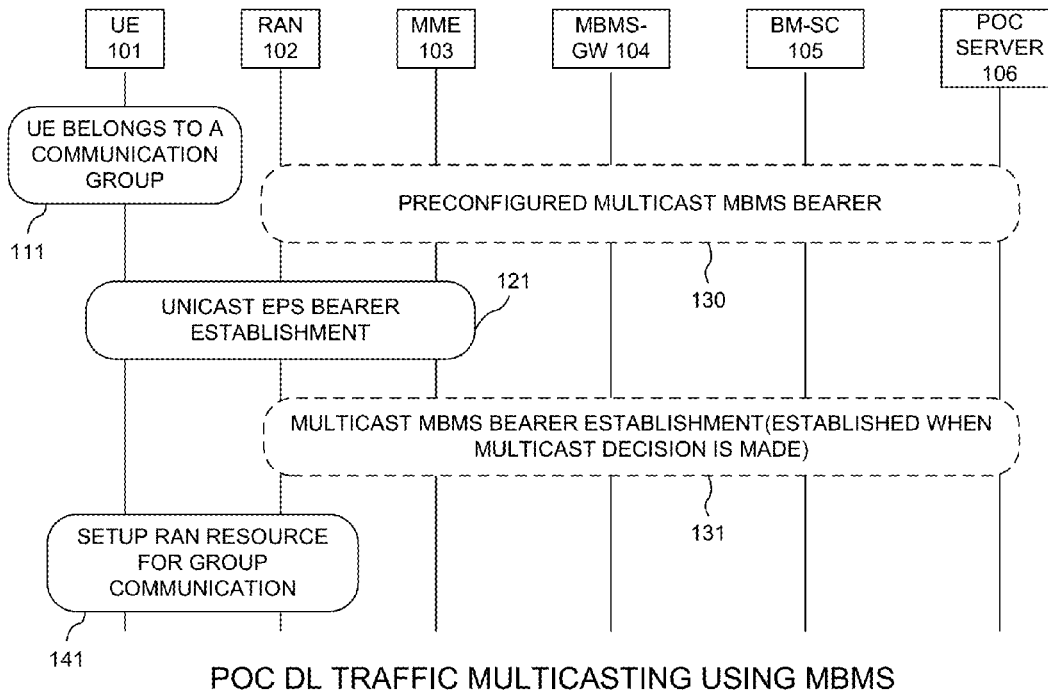 UE
101
RAN
102
MME
103
MBMS-
GW 104
BM-SC
105
POC
SERVER
106
UE BELONGS TO A
COMMUNICATION
GROUP
111
PRECONFIGURED MULTICAST MBMS BEARER
130
UNICAST EPS BEARER
ESTABLISHMENT
121
MULTICAST MBMS BEARER ESTABLISHMENT(ESTABLISHED WHEN
MULTICAST DECISION IS MADE)
131
SETUP RAN RESOURCE
FOR GROUP
COMMUNICATION
141
POC DL TRAFFIC MULTICASTING USING MBMS